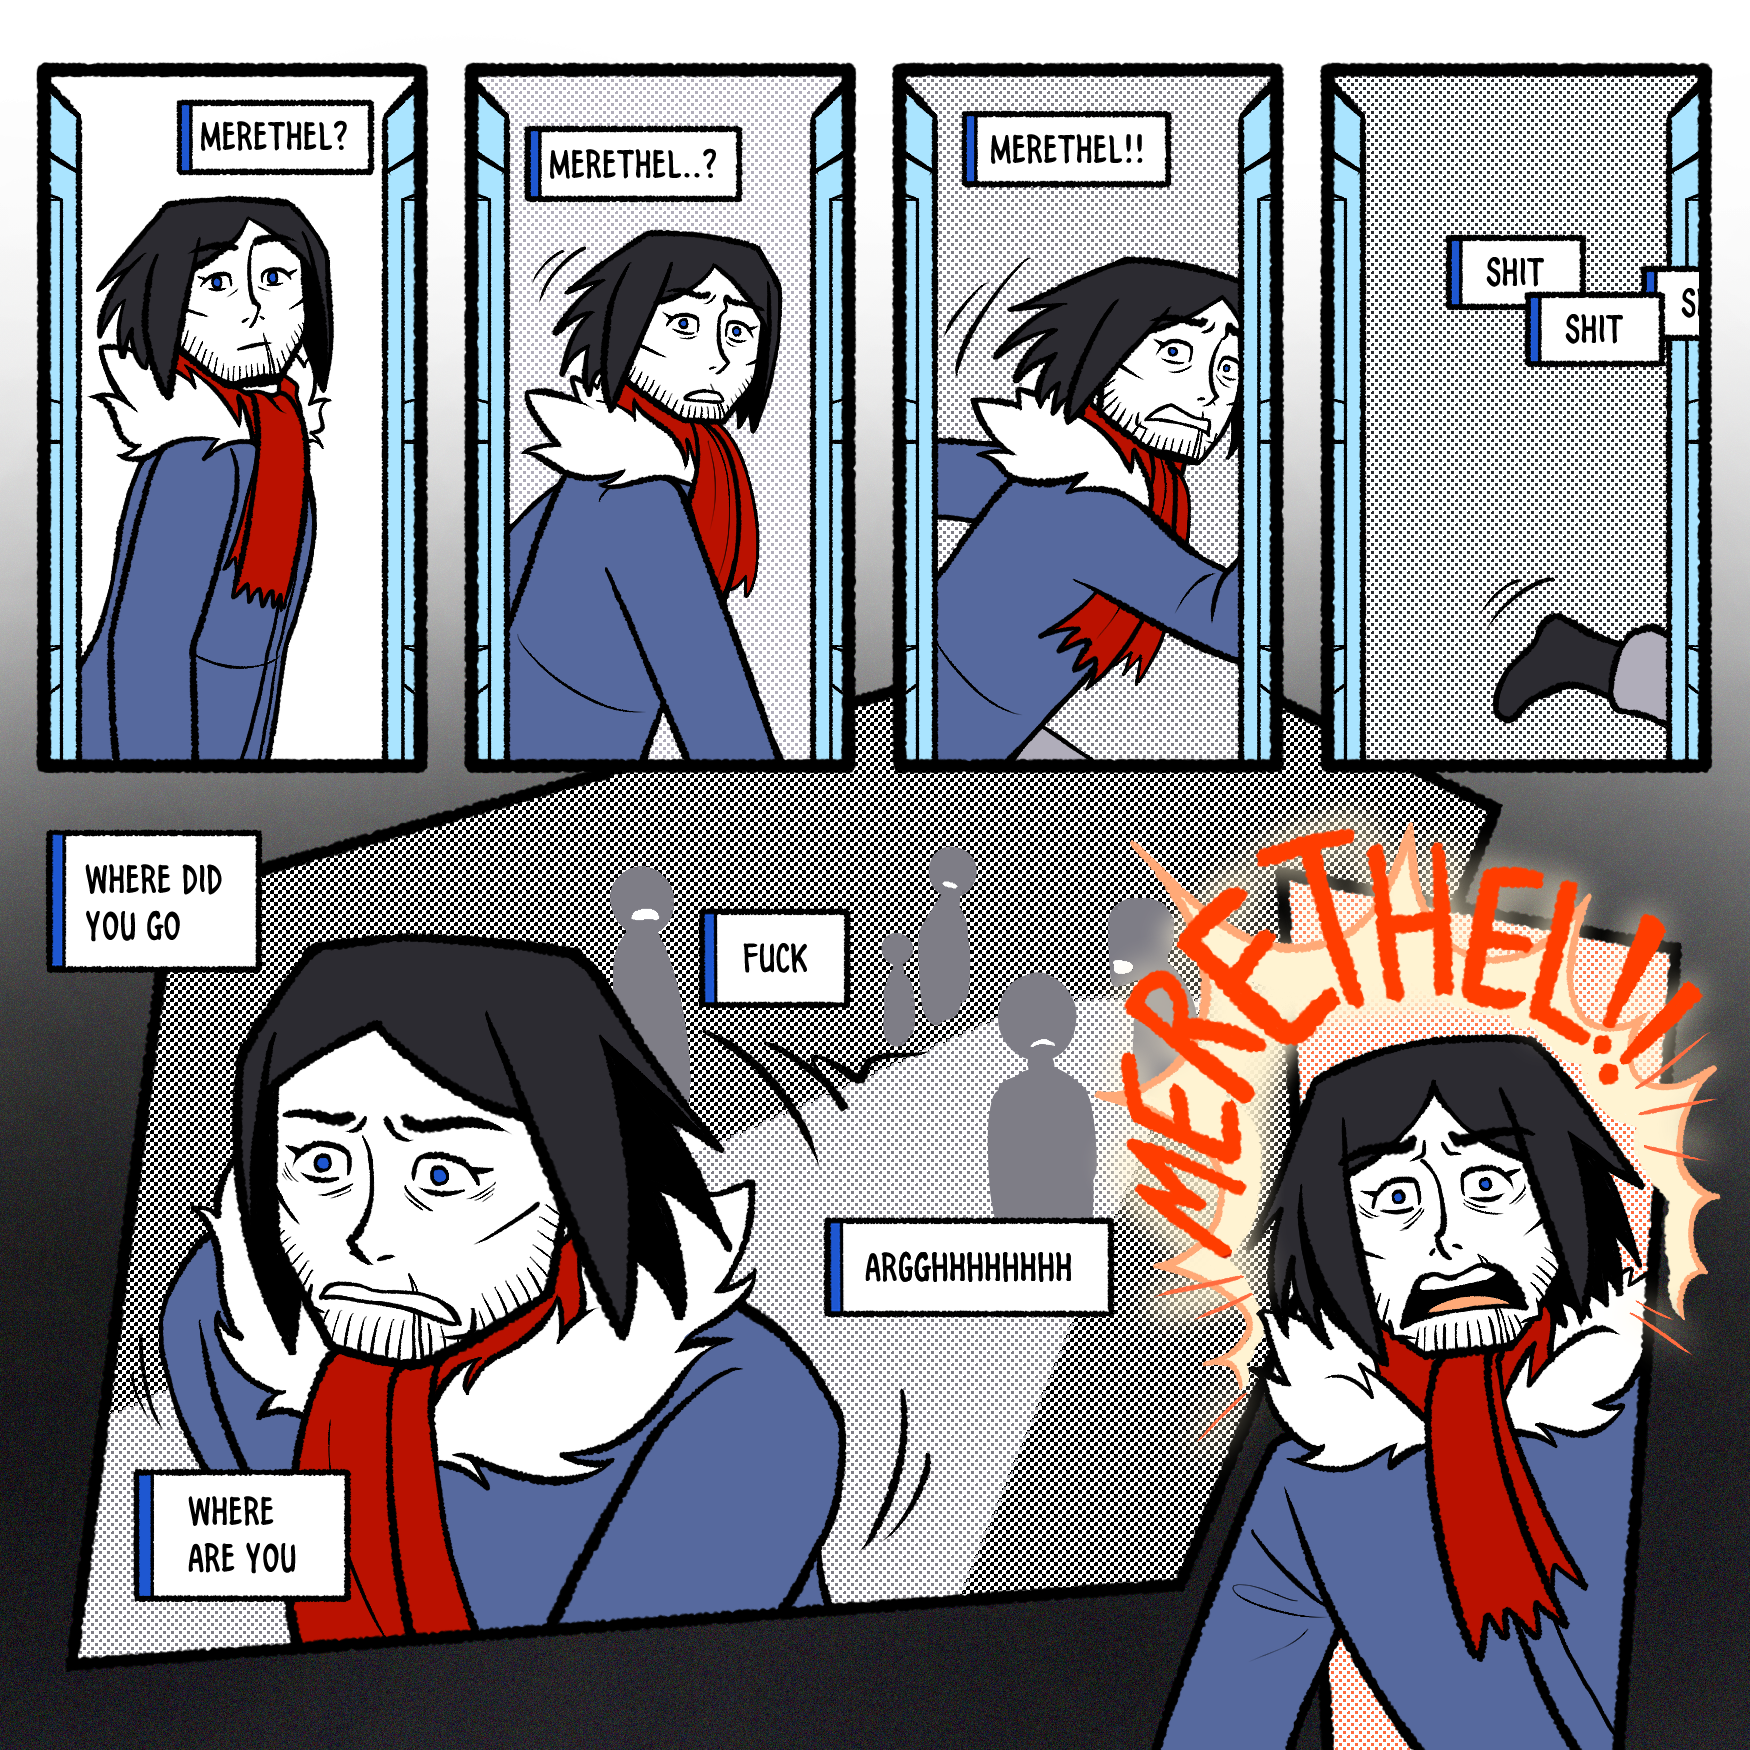 MERETHEL?
MERETHEL..?
MERETHEL!!
SHIT
SHIT
WHERE DID
YOU GO
FUCK
MERETHEL!!
ARGGHHHHHHHH
WHERE
ARE YOU